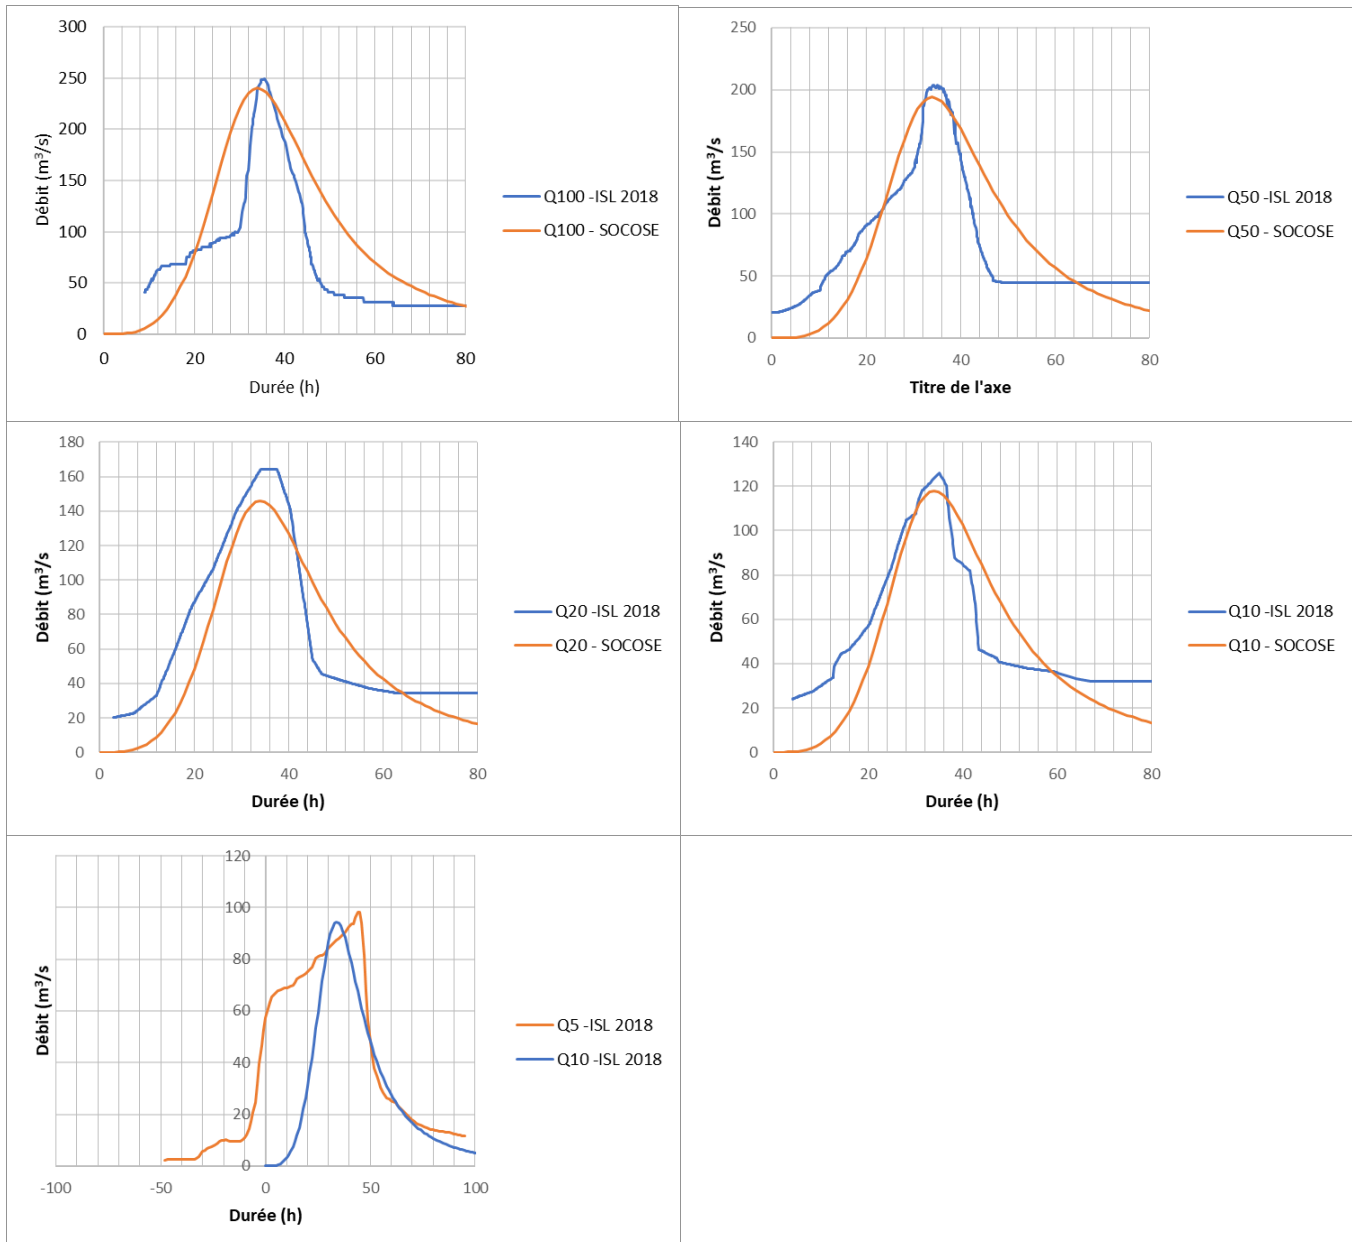 300
250
200
150
100
50
0
Débit (m³/s)
0 20 40 60 80
Durée (h)
Q100 -ISL 2018
Q100 - SOCOSE
250
200
150
100
50
0
Débit (m³/s
0 20 40 60 80
Titre de l'axe
Q50 -ISL 2018
Q50 - SOCOSE
180
160
140
120
100
80
60
40
20
0
Débit (m³/s
0 20 40 60 80
Durée (h)
Q20 -ISL 2018
Q20 - SOCOSE
140
120
100
80
60
40
20
0
Débit (m³/s
0 20 40 60 80
Durée (h)
Q10 -ISL 2018
Q10 - SOCOSE
120
100
80
60
40
20
0
Débit (m³/s
-100 -50 0 50 100
Durée (h)
Q5 -ISL 2018
Q10 -ISL 2018